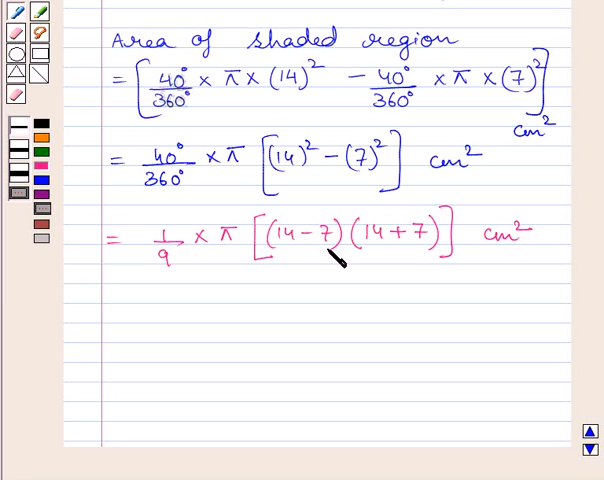 Area of shaded region
= [40°/360° × π × (14)² - 40°/360° × π × (7)²] cm²
= 40°/360° × π [(14)² - (7)²] cm²
= 1/9 × π [(14 - 7)(14 + 7)] cm²